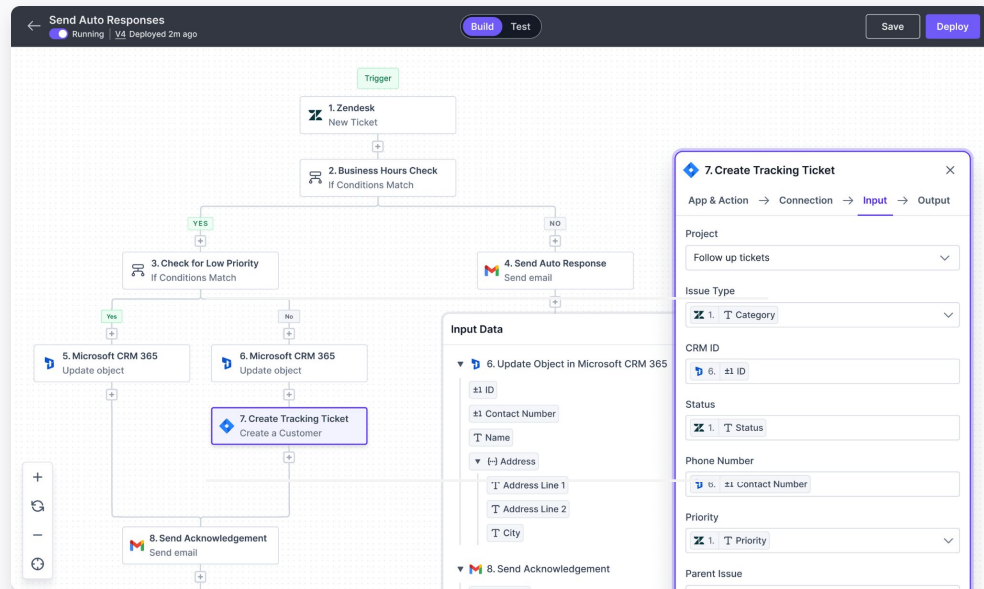 Send Auto Responses
Running | V4 Deployed 2m ago
Build Test
Save Deploy
Trigger
1. Zendesk
New Ticket
2. Business Hours Check
If Conditions Match
YES
NO
3. Check for Low Priority
If Conditions Match
4. Send Auto Response
Send email
Yes
No
5. Microsoft CRM 365
Update object
6. Microsoft CRM 365
Update object
7. Create Tracking Ticket
Create a Customer
8. Send Acknowledgement
Send email
Input Data
6. Update Object in Microsoft CRM 365
±1 ID
±1 Contact Number
T Name
Address
T Address Line 1
T Address Line 2
T City
8. Send Acknowledgement
7. Create Tracking Ticket
App & Action → Connection → Input → Output
Project
Follow up tickets
Issue Type
1. T Category
CRM ID
6. ±1 ID
Status
1. T Status
Phone Number
6. ±1 Contact Number
Priority
1. T Priority
Parent Issue